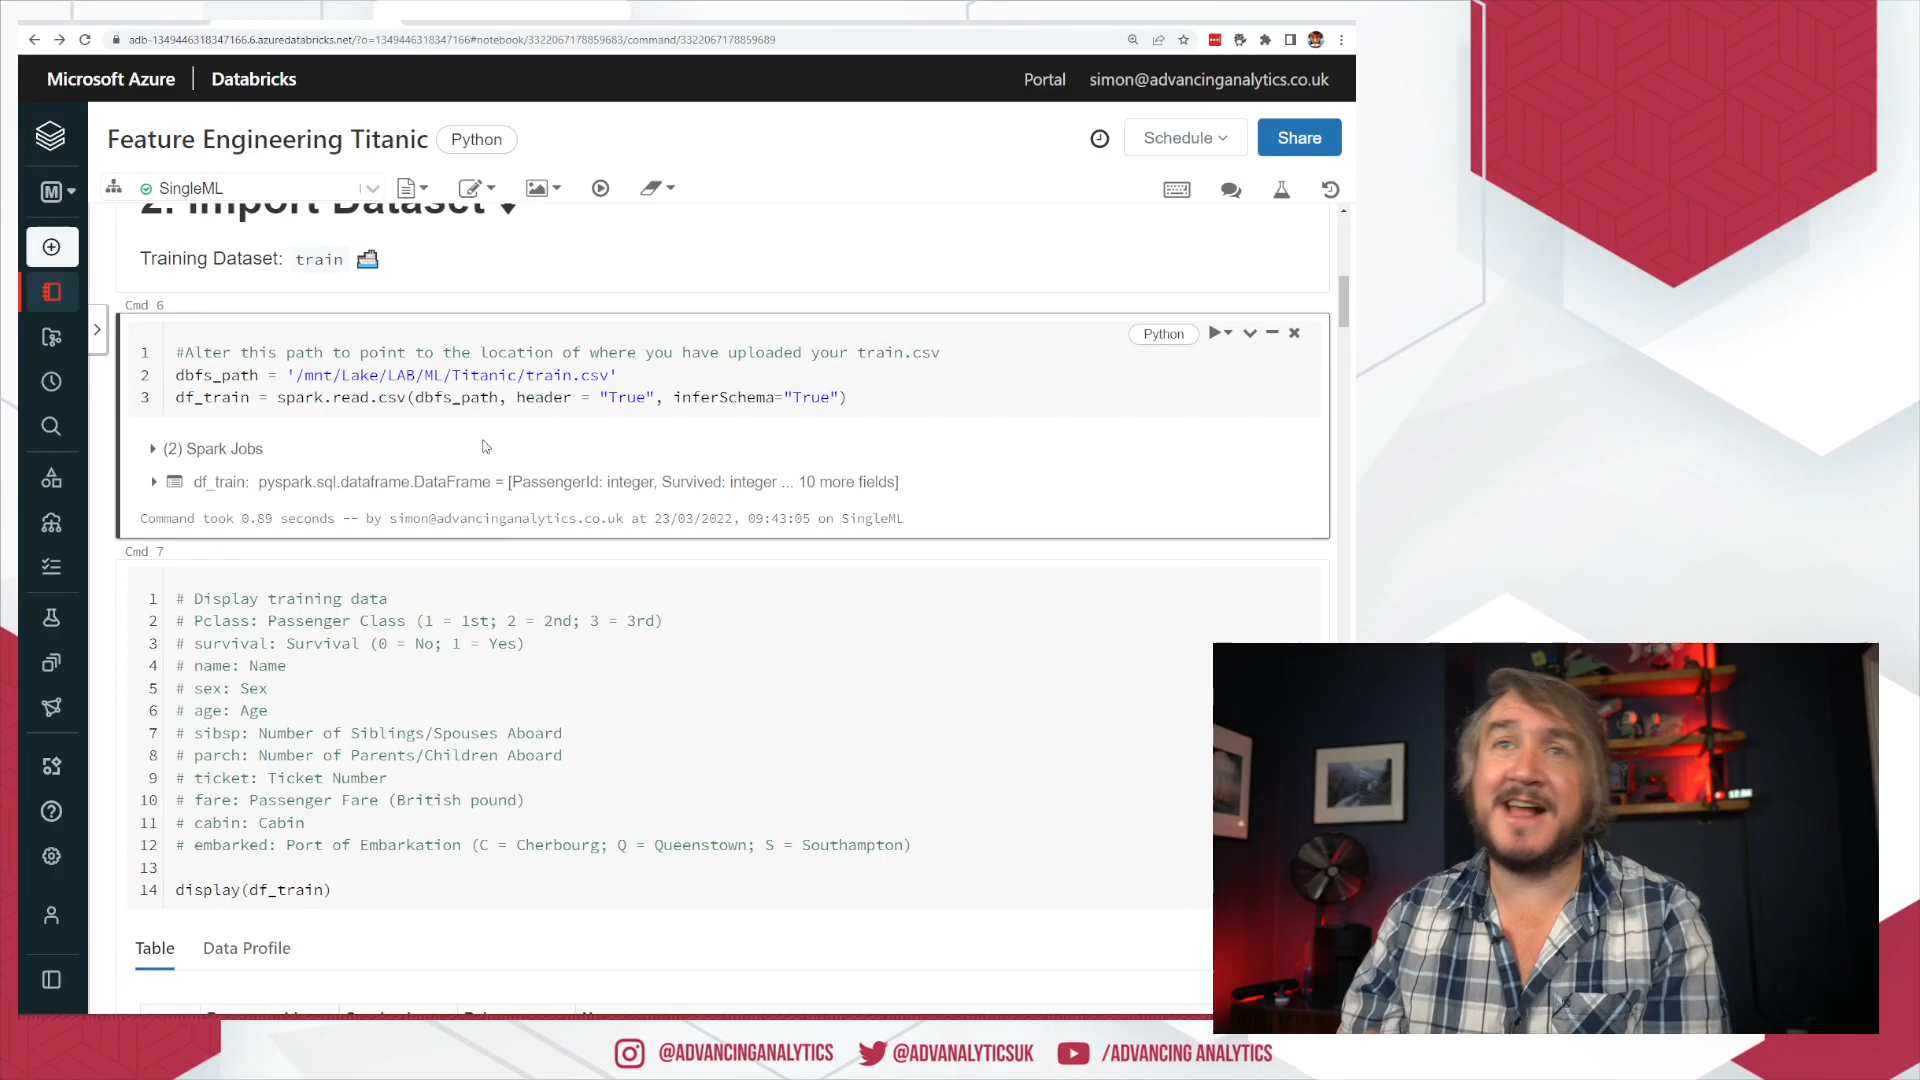 adb-1349446318347166.6.azuredatabricks.net/?o=1349446318347166#notebook/3322067178859683/command/3322067178859689
Microsoft Azure Databricks Portal simon@advancinganalytics.co.uk
Feature Engineering Titanic Python Schedule Share
M SingleML
2. Import Dataset
Training Dataset: train
Cmd 6
Python
1 #Alter this path to point to the location of where you have uploaded your train.csv
2 dbfs_path = '/mnt/Lake/LAB/ML/Titanic/train.csv'
3 df_train = spark.read.csv(dbfs_path, header = "True", inferSchema="True")
(2) Spark Jobs
df_train: pyspark.sql.dataframe.DataFrame = [PassengerId: integer, Survived: integer ... 10 more fields]
Command took 0.89 seconds -- by simon@advancinganalytics.co.uk at 23/03/2022, 09:43:05 on SingleML
Cmd 7
1 # Display training data
2 # Pclass: Passenger Class (1 = 1st; 2 = 2nd; 3 = 3rd)
3 # survival: Survival (0 = No; 1 = Yes)
4 # name: Name
5 # sex: Sex
6 # age: Age
7 # sibsp: Number of Siblings/Spouses Aboard
8 # parch: Number of Parents/Children Aboard
9 # ticket: Ticket Number
10 # fare: Passenger Fare (British pound)
11 # cabin: Cabin
12 # embarked: Port of Embarkation (C = Cherbourg; Q = Queenstown; S = Southampton)
13
14 display(df_train)
Table Data Profile
@ADVANCINGANALYTICS @ADVANALYTICSUK /ADVANCING ANALYTICS